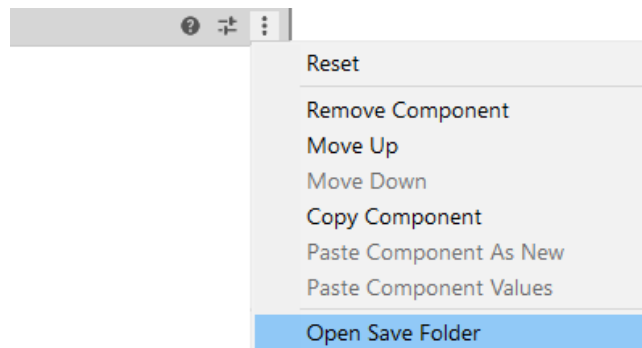 Reset
Remove Component
Move Up
Move Down
Copy Component
Paste Component As New
Paste Component Values
Open Save Folder